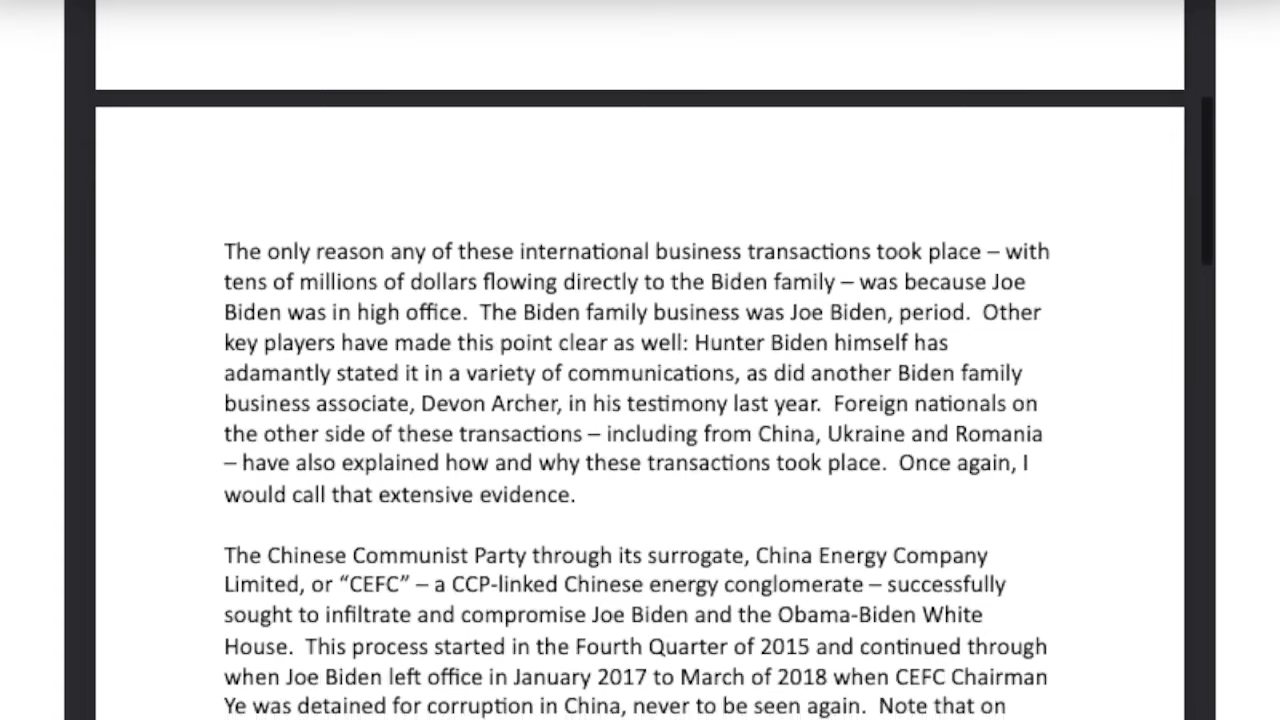 The only reason any of these international business transactions took place – with
tens of millions of dollars flowing directly to the Biden family – was because Joe
Biden was in high office.  The Biden family business was Joe Biden, period.  Other
key players have made this point clear as well: Hunter Biden himself has
adamantly stated it in a variety of communications, as did another Biden family
business associate, Devon Archer, in his testimony last year.  Foreign nationals on
the other side of these transactions – including from China, Ukraine and Romania
– have also explained how and why these transactions took place.  Once again, I
would call that extensive evidence.
The Chinese Communist Party through its surrogate, China Energy Company
Limited, or “CEFC” – a CCP-linked Chinese energy conglomerate – successfully
sought to infiltrate and compromise Joe Biden and the Obama-Biden White
House.  This process started in the Fourth Quarter of 2015 and continued through
when Joe Biden left office in January 2017 to March of 2018 when CEFC Chairman
Ye was detained for corruption in China, never to be seen again.  Note that on